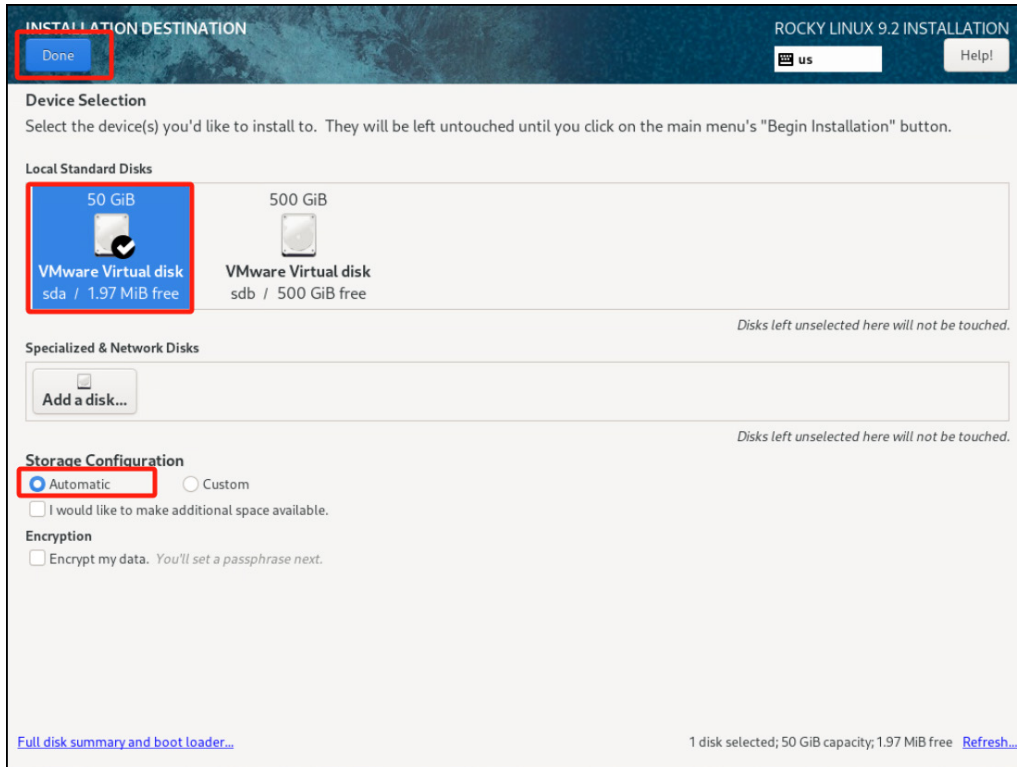 INSTALLATION DESTINATION
ROCKY LINUX 9.2 INSTALLATION
Done
us
Help!
Device Selection
Select the device(s) you'd like to install to. They will be left untouched until you click on the main menu's "Begin Installation" button.
Local Standard Disks
50 GiB
VMware Virtual disk
sda / 1.97 MiB free
500 GiB
VMware Virtual disk
sdb / 500 GiB free
Disks left unselected here will not be touched.
Specialized & Network Disks
Add a disk...
Disks left unselected here will not be touched.
Storage Configuration
Automatic
Custom
I would like to make additional space available.
Encryption
Encrypt my data. You'll set a passphrase next.
Full disk summary and boot loader...
1 disk selected; 50 GiB capacity; 1.97 MiB free Refresh...